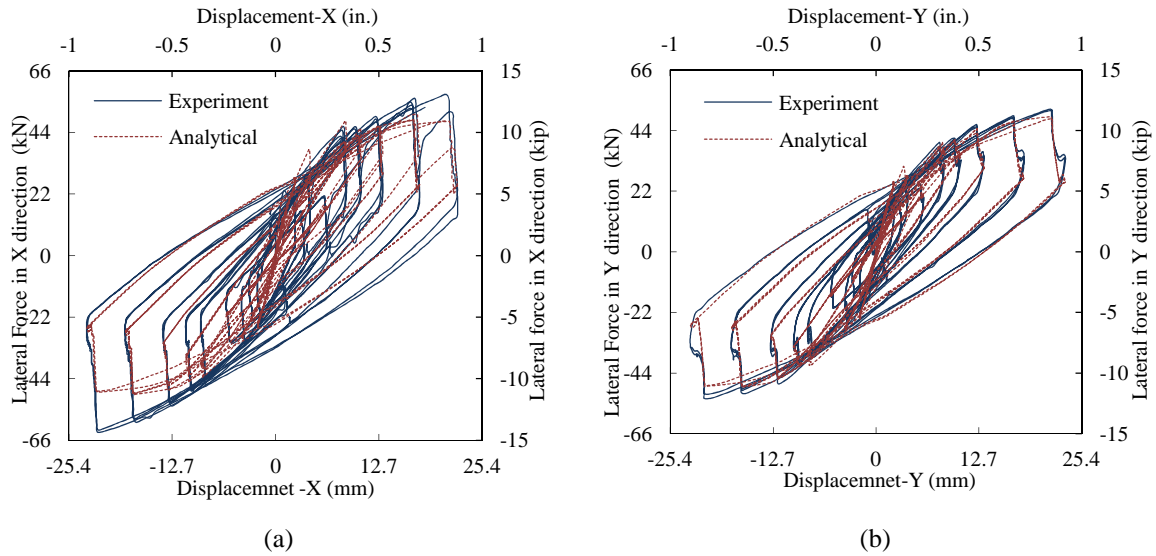 Displacement-X (in.)
-1 -0.5 0 0.5 1
66 15
44 10
22 5
0 0
-22 -5
-44 -10
-66 -15
Experiment
Analytical
Lateral Force in X direction (kN)
Lateral force in X direction (kip)
-25.4 -12.7 0 12.7 25.4
Displacemnet -X (mm)
(a)
Displacement-Y (in.)
-1 -0.5 0 0.5 1
66 15
44 10
22 5
0 0
-22 -5
-44 -10
-66 -15
Experiment
Analytical
Lateral Force in Y direction (kN)
Lateral force in Y direction (kip)
-25.4 -12.7 0 12.7 25.4
Displacemnet-Y (mm)
(b)